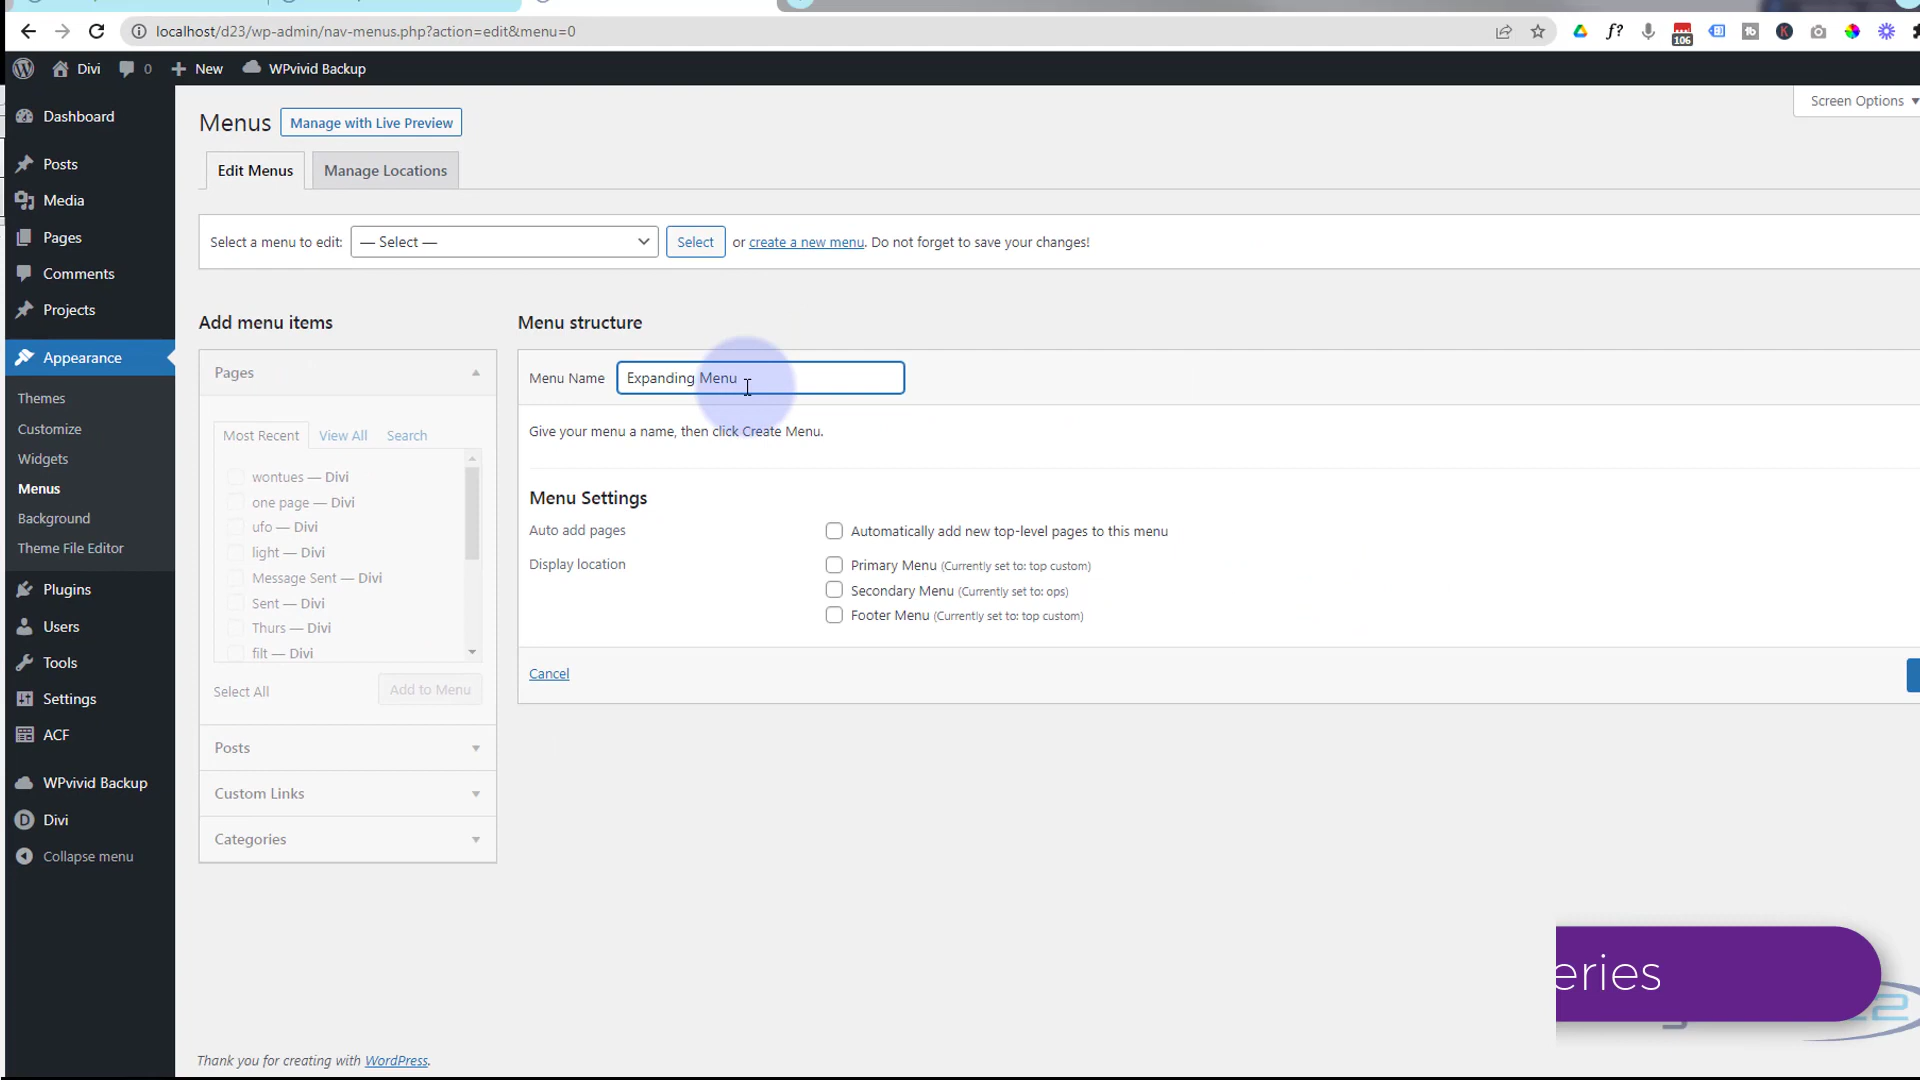 localhost/d23/wp-admin/nav-menus.php?action=edit&menu=0
106
Divi 0 New WPvivid Backup
Screen Options
Dashboard
Posts
Media
Pages
Comments
Projects
Appearance
Themes
Customize
Widgets
Menus
Background
Theme File Editor
Plugins
Users
Tools
Settings
ACF
WPvivid Backup
Divi
Collapse menu
Menus Manage with Live Preview
Edit Menus Manage Locations
Select a menu to edit: — Select — Select or create a new menu. Do not forget to save your changes!
Add menu items
Pages
Most Recent View All Search
wontues — Divi
one page — Divi
ufo — Divi
light — Divi
Message Sent — Divi
Sent — Divi
Thurs — Divi
filt — Divi
Select All Add to Menu
Posts
Custom Links
Categories
Menu structure
Menu Name Expanding Menu
Give your menu a name, then click Create Menu.
Menu Settings
Auto add pages Automatically add new top-level pages to this menu
Display location Primary Menu (Currently set to: top custom)
Secondary Menu (Currently set to: ops)
Footer Menu (Currently set to: top custom)
Cancel
eries
Thank you for creating with WordPress.